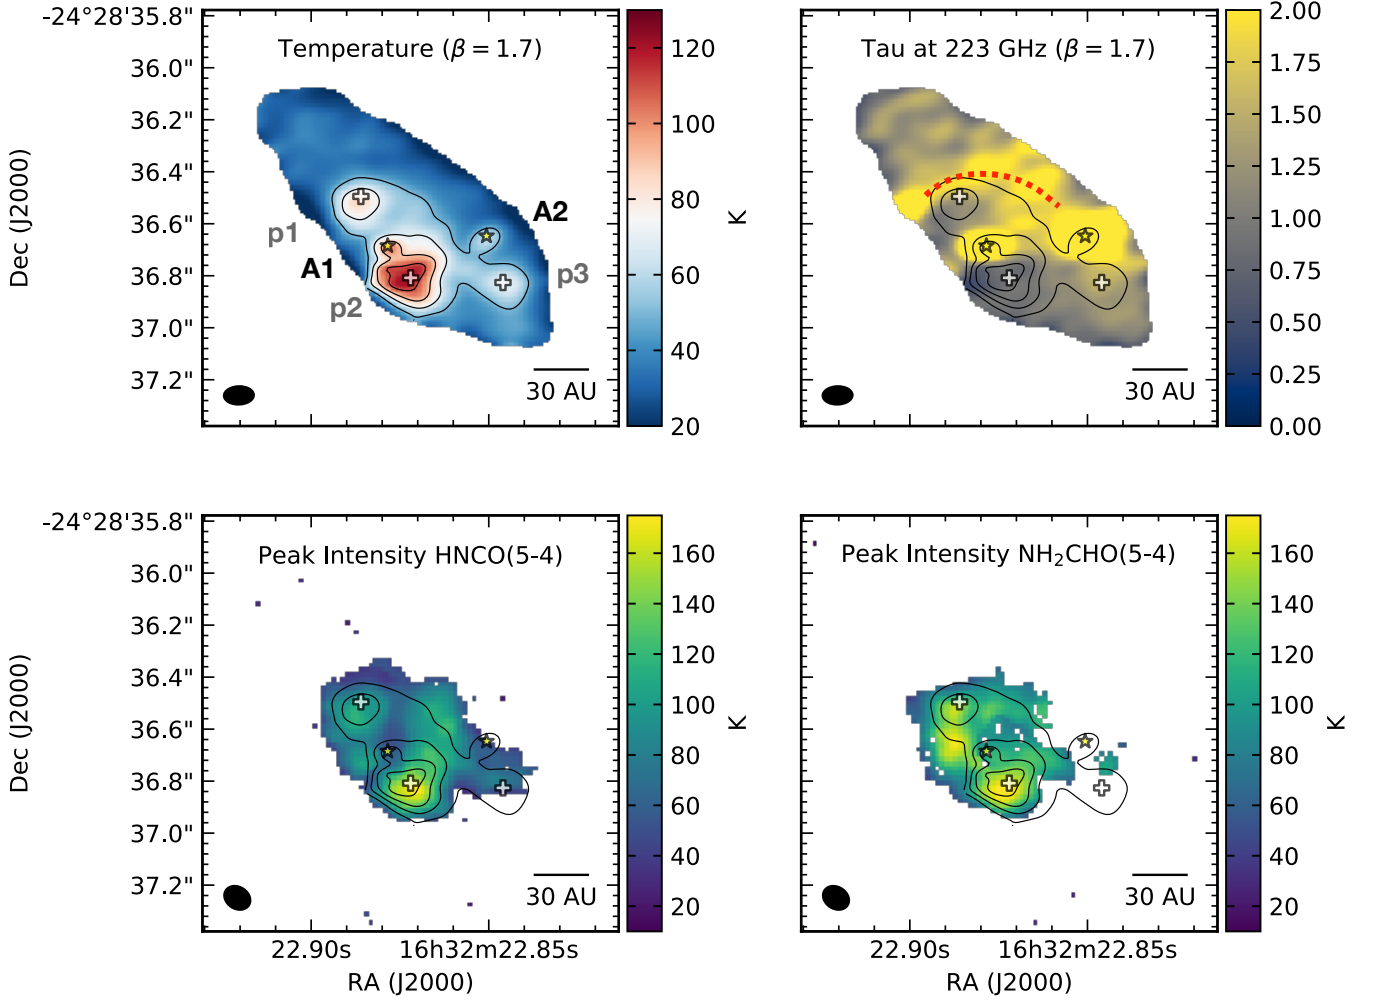 -24°28'35.8"
36.0"
36.2"
36.4"
36.6"
36.8"
37.0"
37.2"
Dec (J2000)
Temperature (β = 1.7)
p1
A1
p2
A2
p3
30 AU
120
100
80
60
40
20
K
Tau at 223 GHz (β = 1.7)
30 AU
2.00
1.75
1.50
1.25
1.00
0.75
0.50
0.25
0.00
-24°28'35.8"
36.0"
36.2"
36.4"
36.6"
36.8"
37.0"
37.2"
Dec (J2000)
Peak Intensity HNCO(5-4)
30 AU
22.90s
16h32m22.85s
RA (J2000)
160
140
120
100
80
60
40
20
K
Peak Intensity NH₂CHO(5-4)
30 AU
22.90s
16h32m22.85s
RA (J2000)
160
140
120
100
80
60
40
20
K